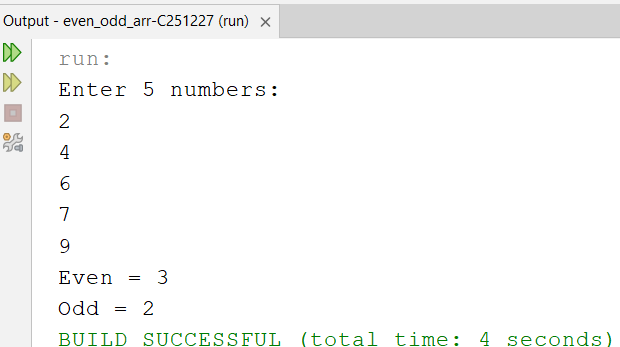 Output - even_odd_arr-C251227 (run)
run:
Enter 5 numbers:
2
4
6
7
9
Even = 3
Odd = 2
BUILD SUCCESSFUL (total time: 4 seconds)